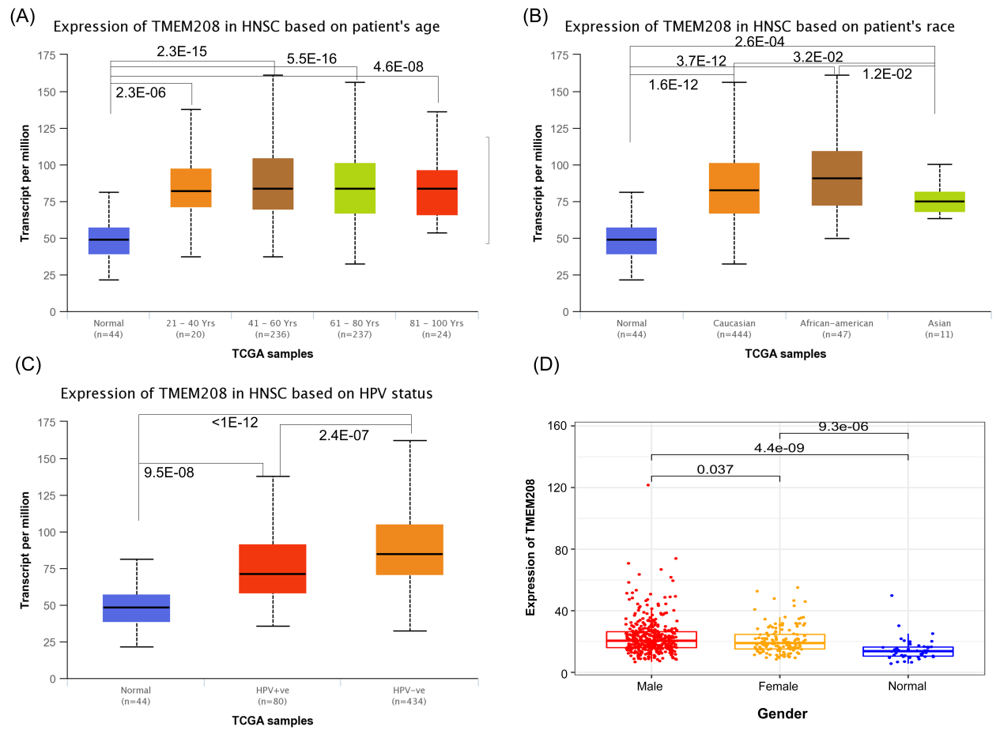 (A)
Expression of TMEM208 in HNSC based on patient's age
2.3E-15
5.5E-16
4.6E-08
2.3E-06
Transcript per million
175
150
125
100
75
50
25
0
Normal
(n=44)
21 – 40 Yrs
(n=20)
41 – 60 Yrs
(n=236)
61 – 80 Yrs
(n=237)
81 – 100 Yrs
(n=24)
TCGA samples
(B)
Expression of TMEM208 in HNSC based on patient's race
2.6E-04
3.7E-12
3.2E-02
1.6E-12
1.2E-02
Transcript per million
175
150
125
100
75
50
25
0
Normal
(n=44)
Caucasian
(n=444)
African-american
(n=47)
Asian
(n=11)
TCGA samples
(C)
Expression of TMEM208 in HNSC based on HPV status
<1E-12
2.4E-07
9.5E-08
Transcript per million
175
150
125
100
75
50
25
0
Normal
(n=44)
HPV+ve
(n=80)
HPV-ve
(n=434)
TCGA samples
(D)
9.3e-06
4.4e-09
0.037
Expression of TMEM208
160
120
80
40
0
Male
Female
Normal
Gender